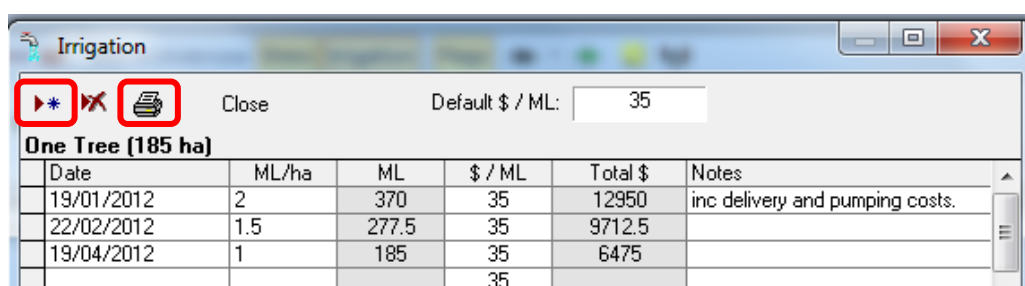 Irrigation
Close Default $ / ML: 35
One Tree (185 ha)
Date ML/ha ML $ / ML Total $ Notes
19/01/2012 2 370 35 12950 inc delivery and pumping costs.
22/02/2012 1.5 277.5 35 9712.5
19/04/2012 1 185 35 6475
35